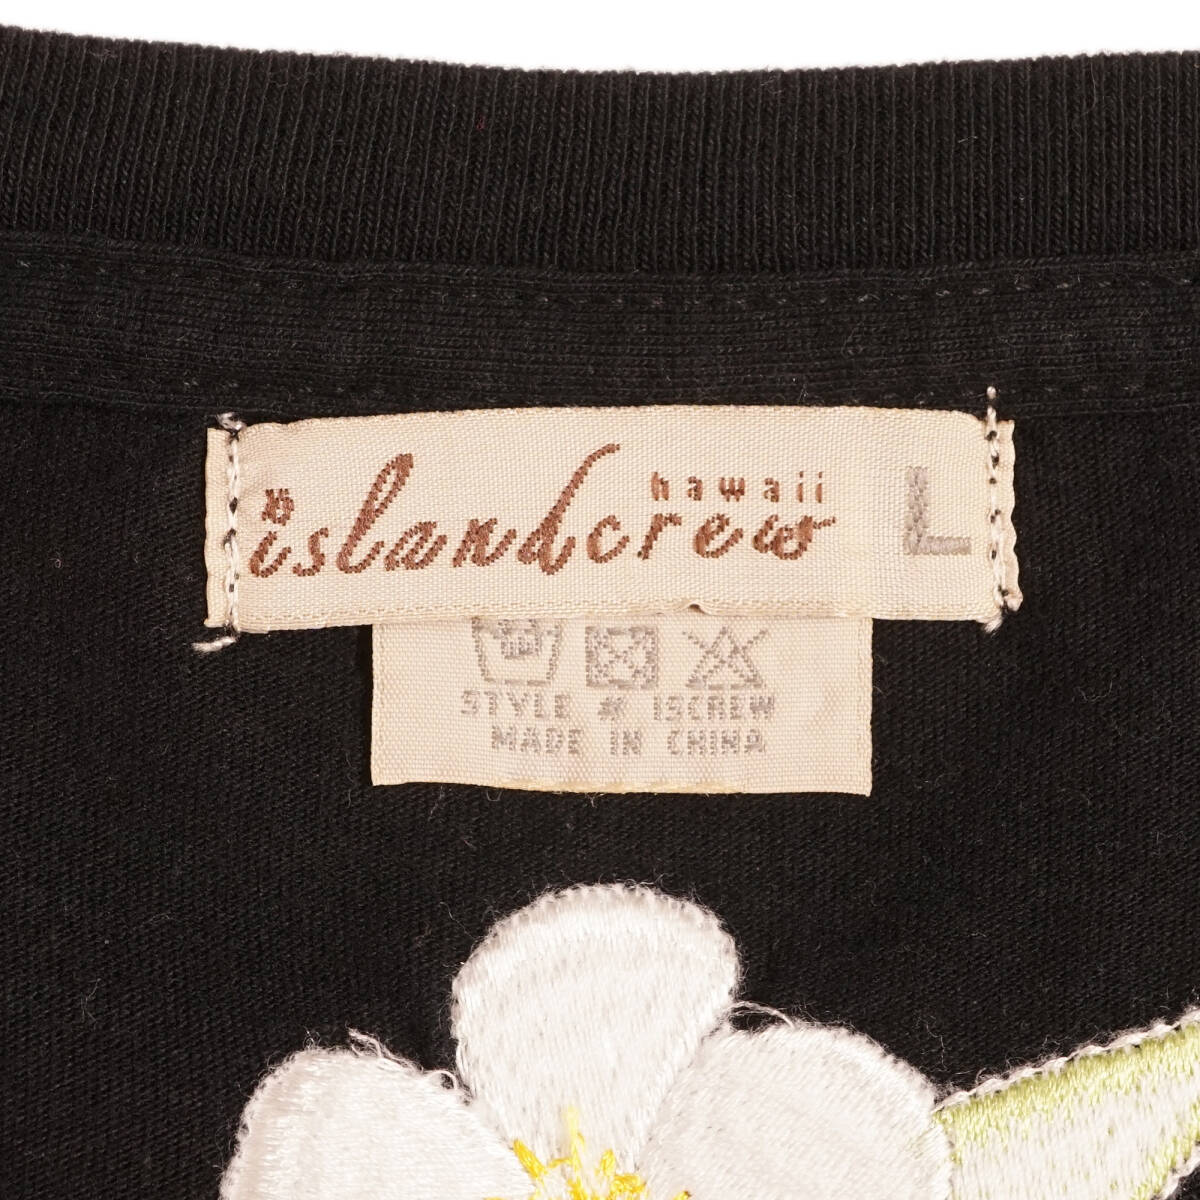 hawaii
islandcrew L
STYLE # ISCREW
MADE IN CHINA